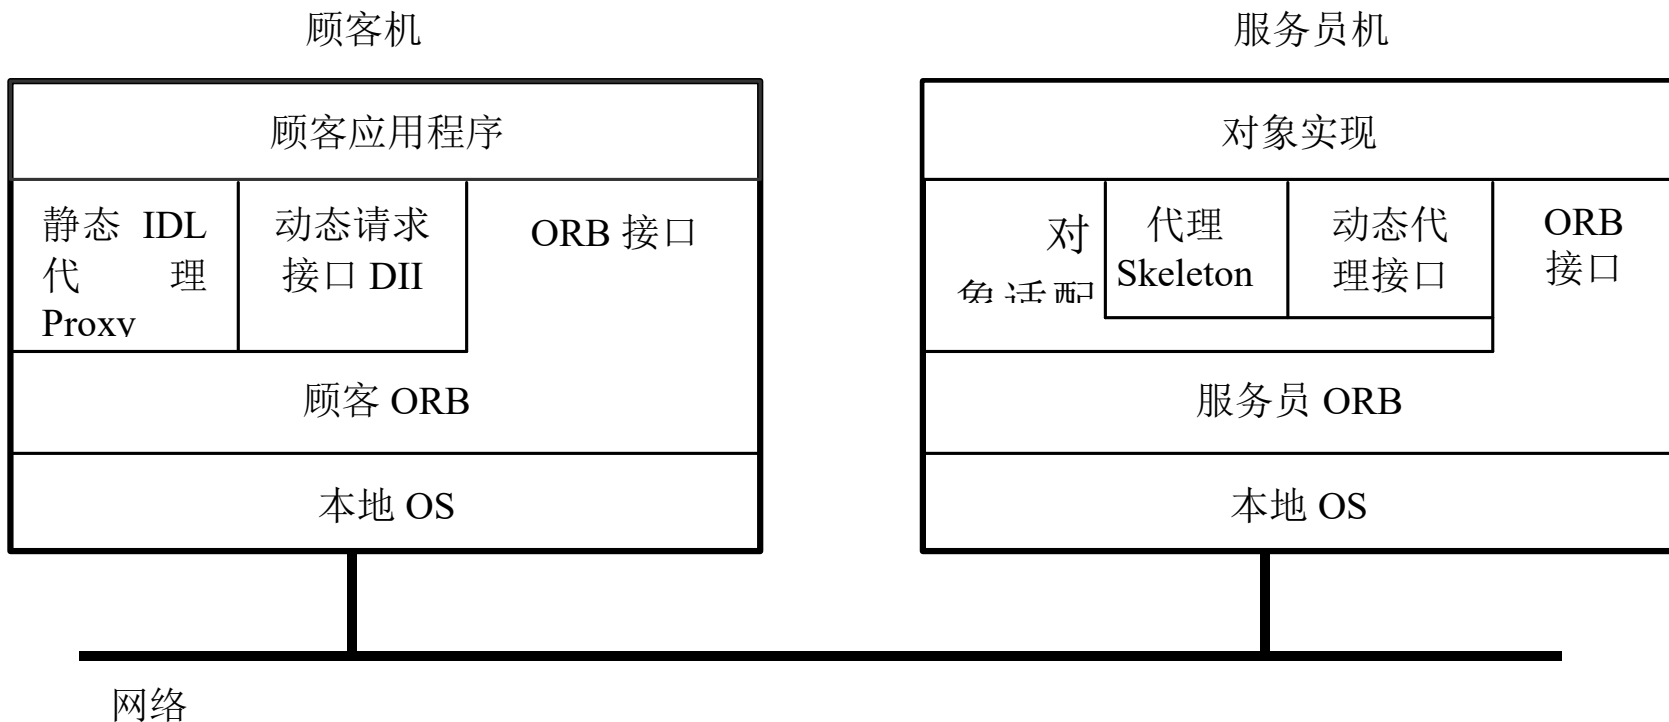 顾客机
服务员机
顾客应用程序
静态 IDL
代 理
Proxy
动态请求
接口 DII
ORB 接口
顾客 ORB
本地 OS
对象实现
对
象适配
代理
Skeleton
动态代
理接口
ORB
接口
服务员 ORB
本地 OS
网络